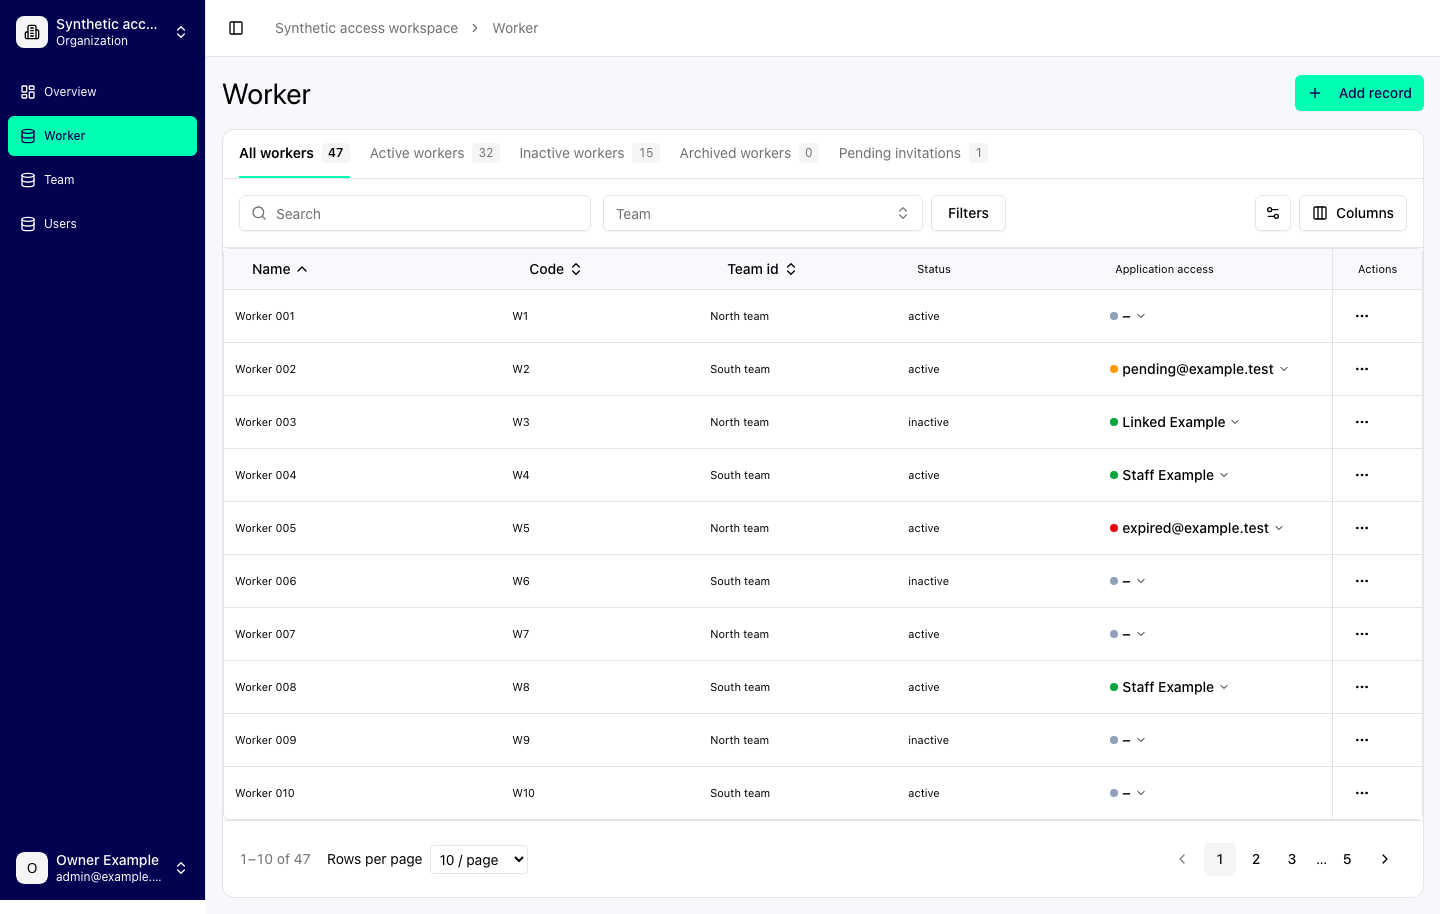 Synthetic acc...
Organization
Overview
Worker
Team
Users
Owner Example
admin@example....
O
Synthetic access workspace > Worker
Worker
+ Add record
All workers 47 Active workers 32 Inactive workers 15 Archived workers 0 Pending invitations 1
Search Team Filters Columns
Name Code Team id Status Application access Actions
Worker 001 W1 North team active – ...
Worker 002 W2 South team active pending@example.test ...
Worker 003 W3 North team inactive Linked Example ...
Worker 004 W4 South team active Staff Example ...
Worker 005 W5 North team active expired@example.test ...
Worker 006 W6 South team inactive – ...
Worker 007 W7 North team active – ...
Worker 008 W8 South team active Staff Example ...
Worker 009 W9 North team inactive – ...
Worker 010 W10 South team active – ...
1–10 of 47 Rows per page 10 / page 1 2 3 ... 5